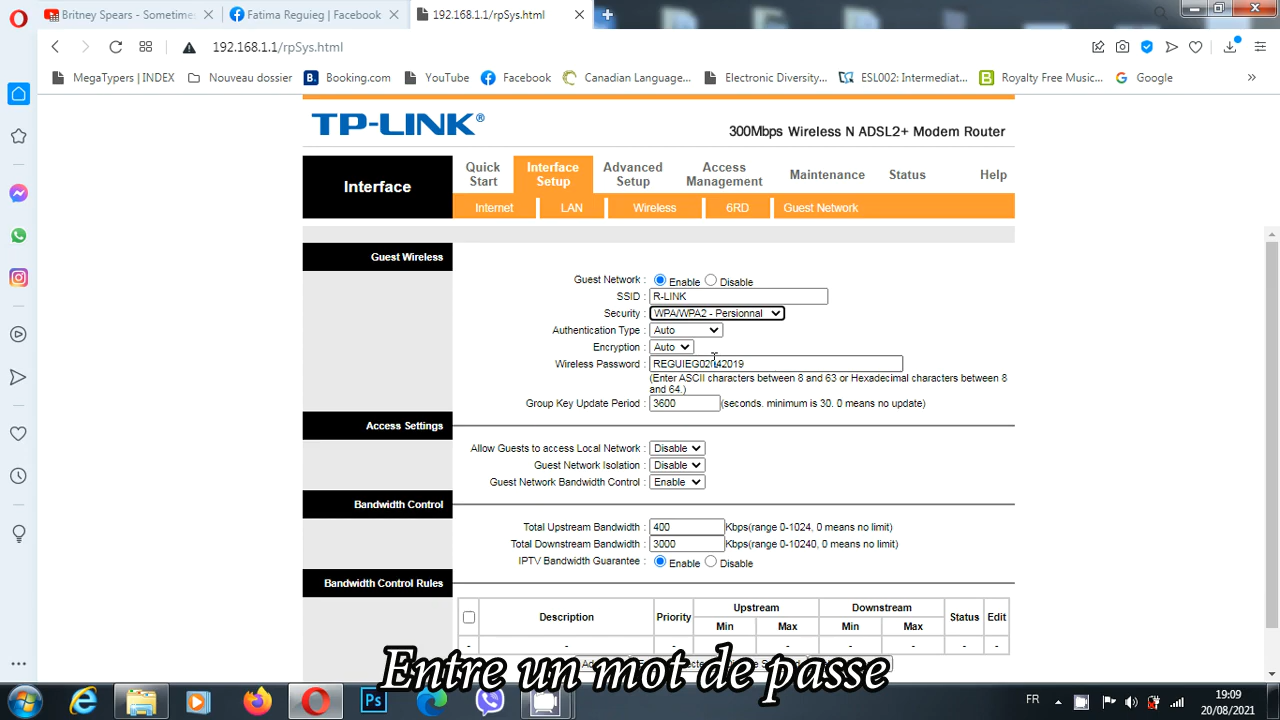 Britney Spears - Sometime
Fatima Reguieg | Facebook
192.168.1.1/rpSys.html
192.168.1.1/rpSys.html
MegaTypers | INDEX
Nouveau dossier
Booking.com
YouTube
Facebook
Canadian Language...
Electronic Diversity...
ESL002: Intermediat...
Royalty Free Music...
Google
TP-LINK®
300Mbps Wireless N ADSL2+ Modem Router
Interface
Quick Start
Interface Setup
Advanced Setup
Access Management
Maintenance
Status
Help
Internet
LAN
Wireless
6RD
Guest Network
Guest Wireless
Guest Network : Enable Disable
SSID : R-LINK
Security : WPA/WPA2 - Persionnal
Authentication Type : Auto
Encryption : Auto
Wireless Password : REGUIEG02042019
(Enter ASCII characters between 8 and 63 or Hexadecimal characters between 8
and 64.)
Group Key Update Period : 3600 (seconds. minimum is 30. 0 means no update)
Access Settings
Allow Guests to access Local Network : Disable
Guest Network Isolation : Disable
Guest Network Bandwidth Control : Enable
Bandwidth Control
Total Upstream Bandwidth : 400 Kbps(range 0-1024, 0 means no limit)
Total Downstream Bandwidth : 3000 Kbps(range 0-10240, 0 means no limit)
IPTV Bandwidth Guarantee : Enable Disable
Bandwidth Control Rules
Description Priority Upstream Downstream Status Edit
Min Max Min Max
- - - - - - - -
Entre un mot de passe
Ps
FR
19:09
20/08/2021